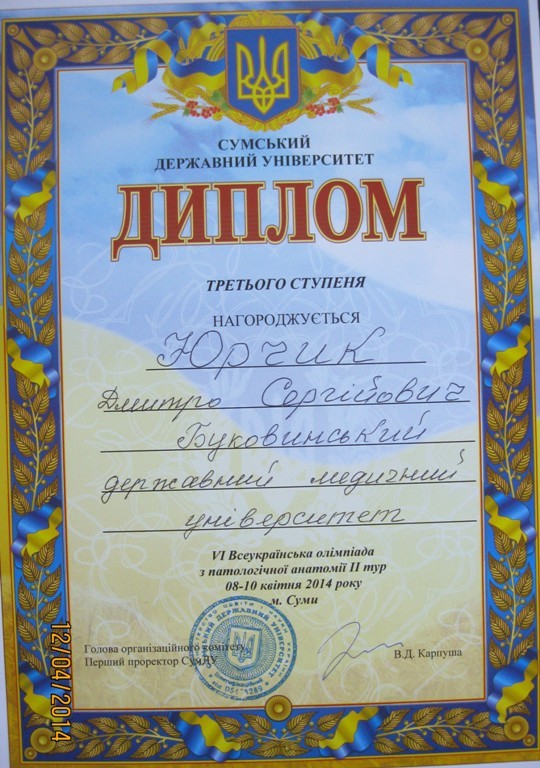 СУМСЬКИЙ
ДЕРЖАВНИЙ УНІВЕРСИТЕТ
ДИПЛОМ
ТРЕТЬОГО СТУПЕНЯ
НАГОРОДЖУЄТЬСЯ
Юрчик
Дмитро Сергійович
Буковинський
державний медичний
університет
VI Всеукраїнська олімпіада
з патологічної анатомії II тур
08-10 квітня 2014 року
м. Суми
Голова організаційного комітету,
Перший проректор СумДУ
В.Д. Карпуша
12/04/2014